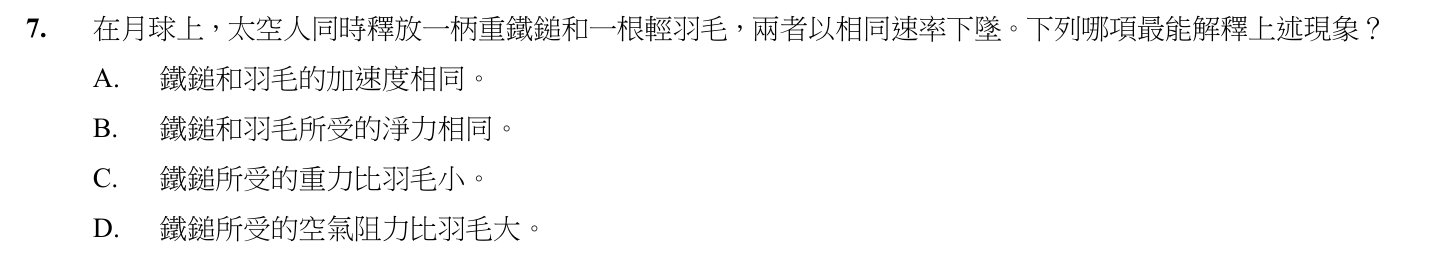 7. 在月球上，太空人同時釋放一柄重鐵鎚和一根輕羽毛，兩者以相同速率下墜。下列哪項最能解釋上述現象？
A. 鐵鎚和羽毛的加速度相同。
B. 鐵鎚和羽毛所受的淨力相同。
C. 鐵鎚所受的重力比羽毛小。
D. 鐵鎚所受的空氣阻力比羽毛大。